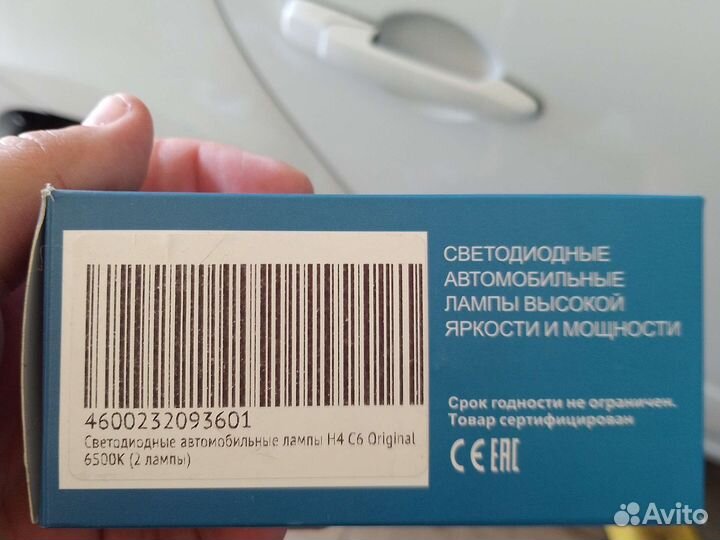 4600232093601
Светодиодные автомобильные лампы H4 C6 Original
6500K (2 лампы)
СВЕТОДИОДНЫЕ
АВТОМОБИЛЬНЫЕ
ЛАМПЫ ВЫСОКОЙ
ЯРКОСТИ И МОЩНОСТИ
Срок годности не ограничен.
Товар сертифицирован
CE EAC
Avito